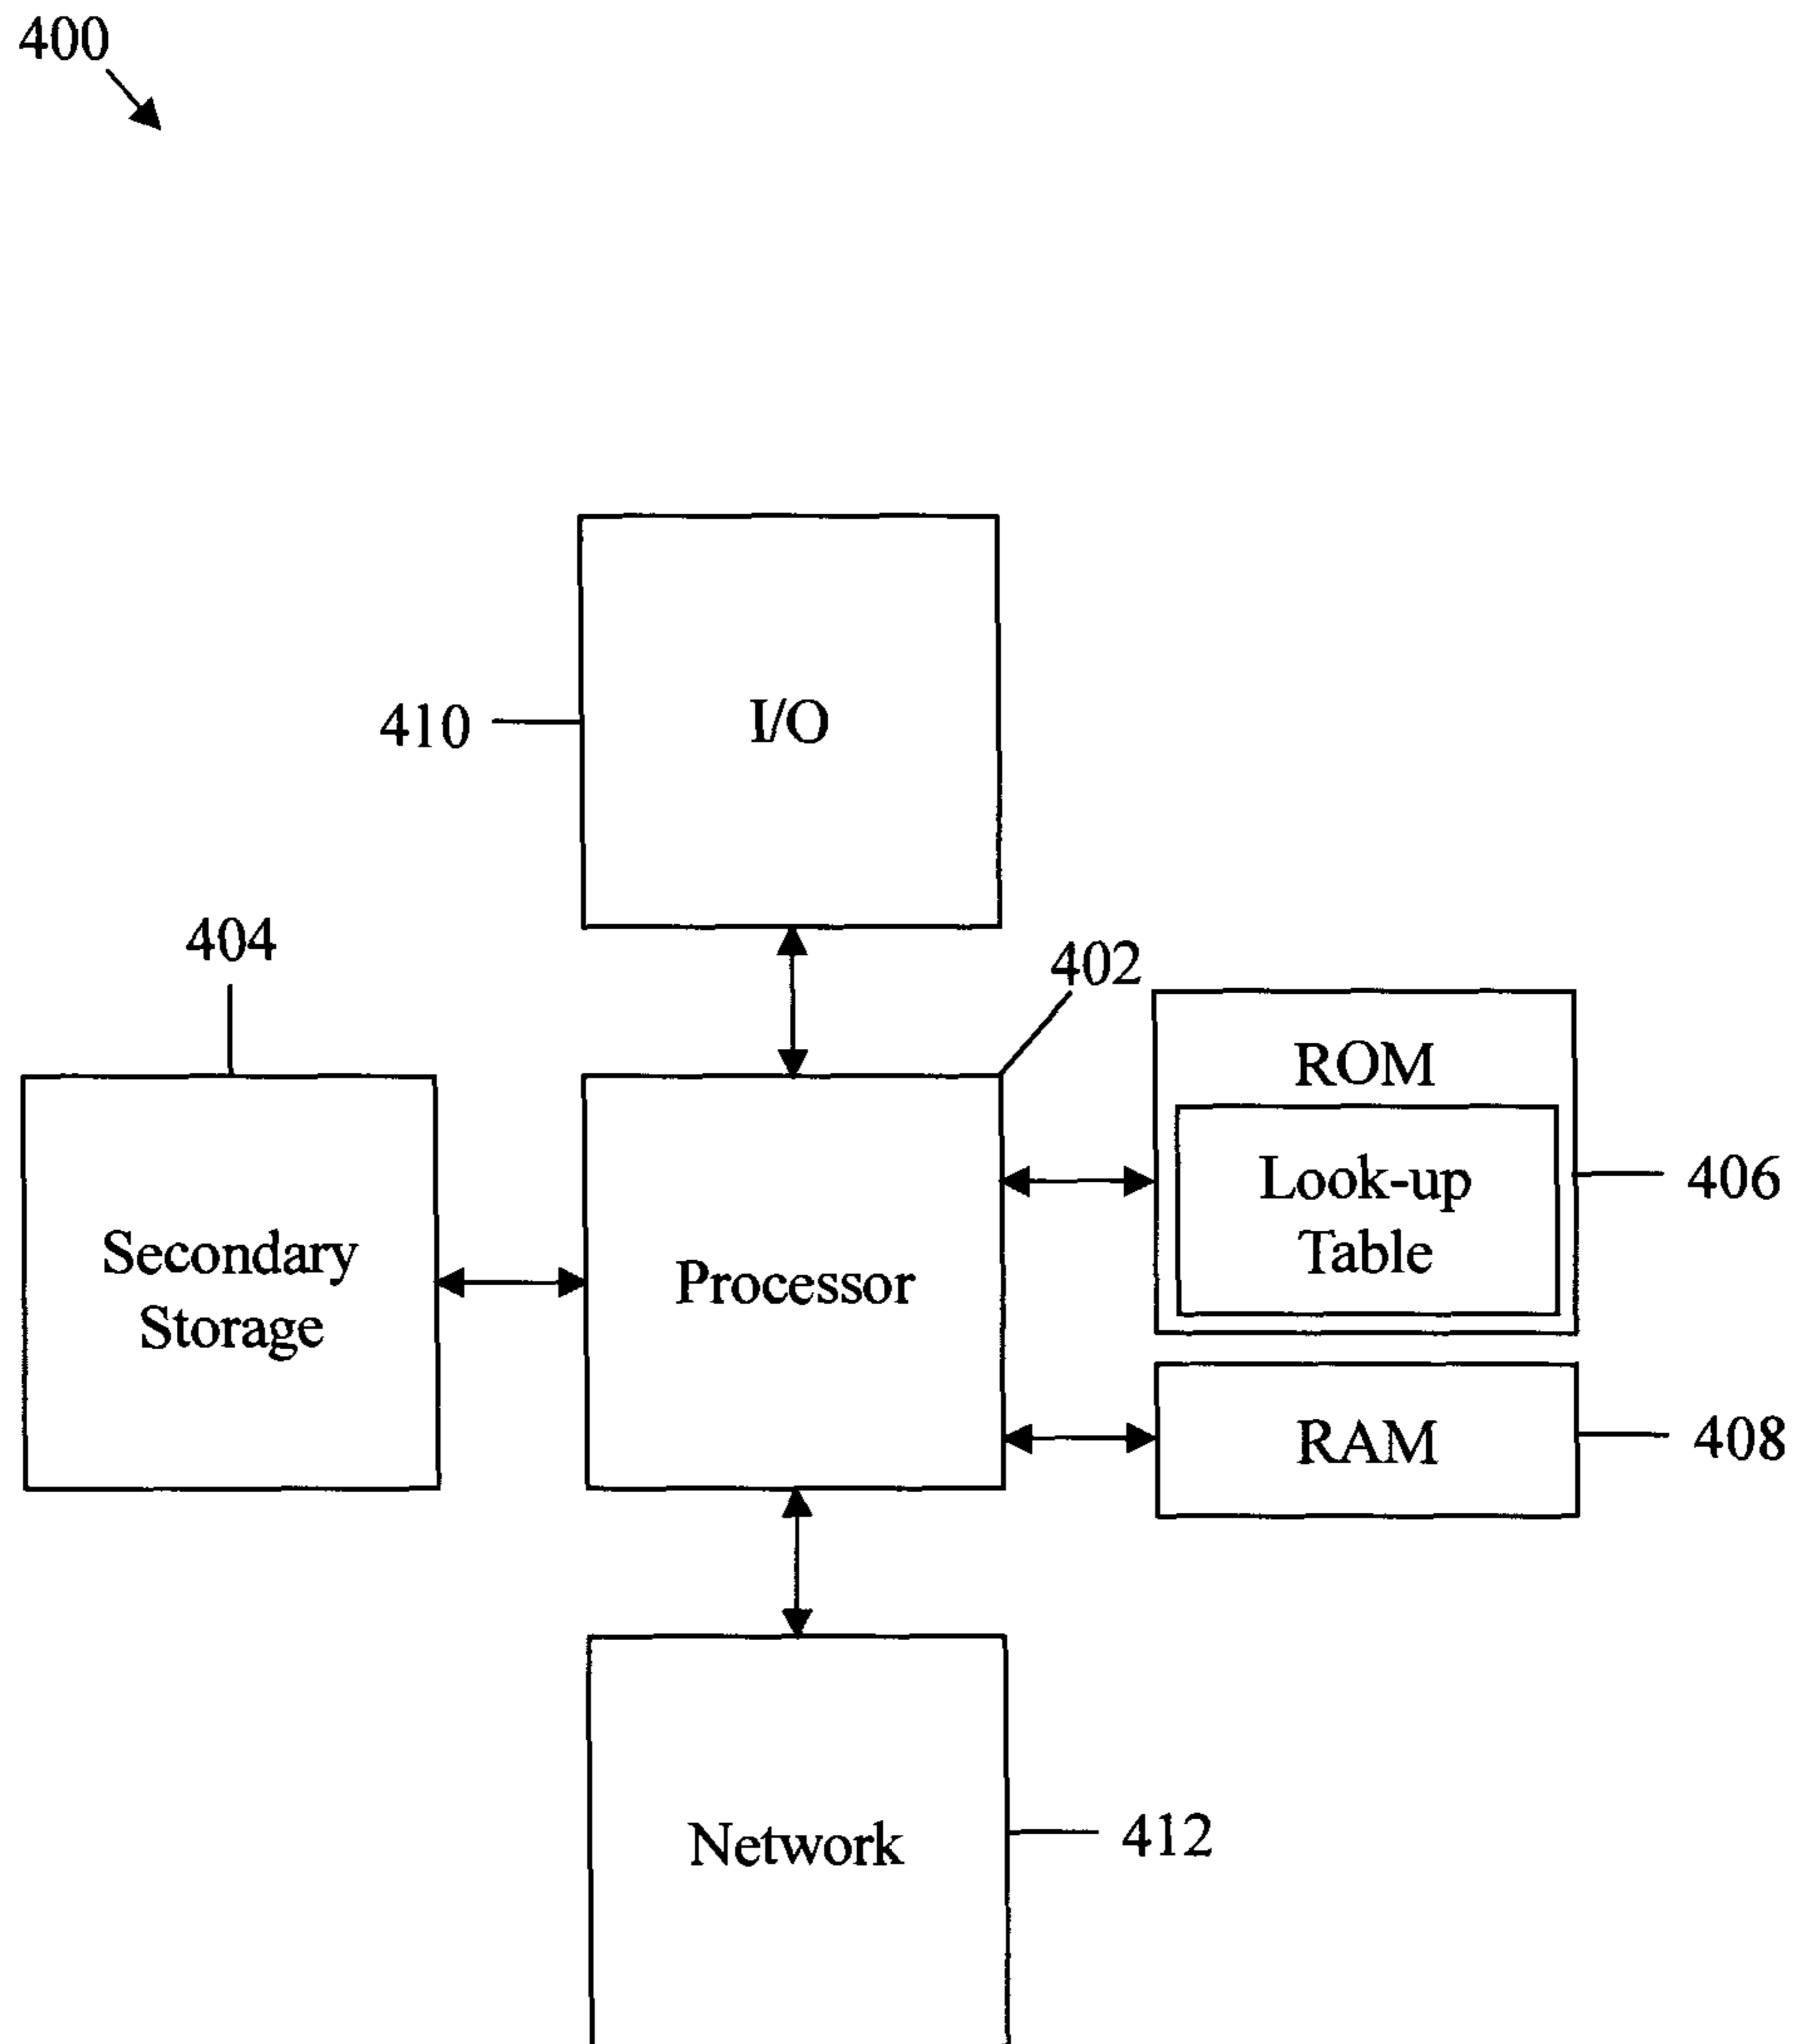 400
I/O
410
404
402
ROM
Look-up
Table
406
Secondary
Storage
Processor
RAM
408
Network
412